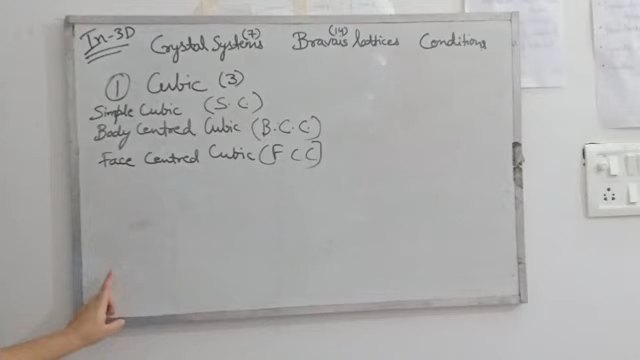 In-3D Crystal Systems (7) Bravais lattices (14) Conditions
① Cubic (3)
Simple Cubic (S.C.)
Body Centred Cubic (B.C.C.)
Face Centred Cubic (F C C)